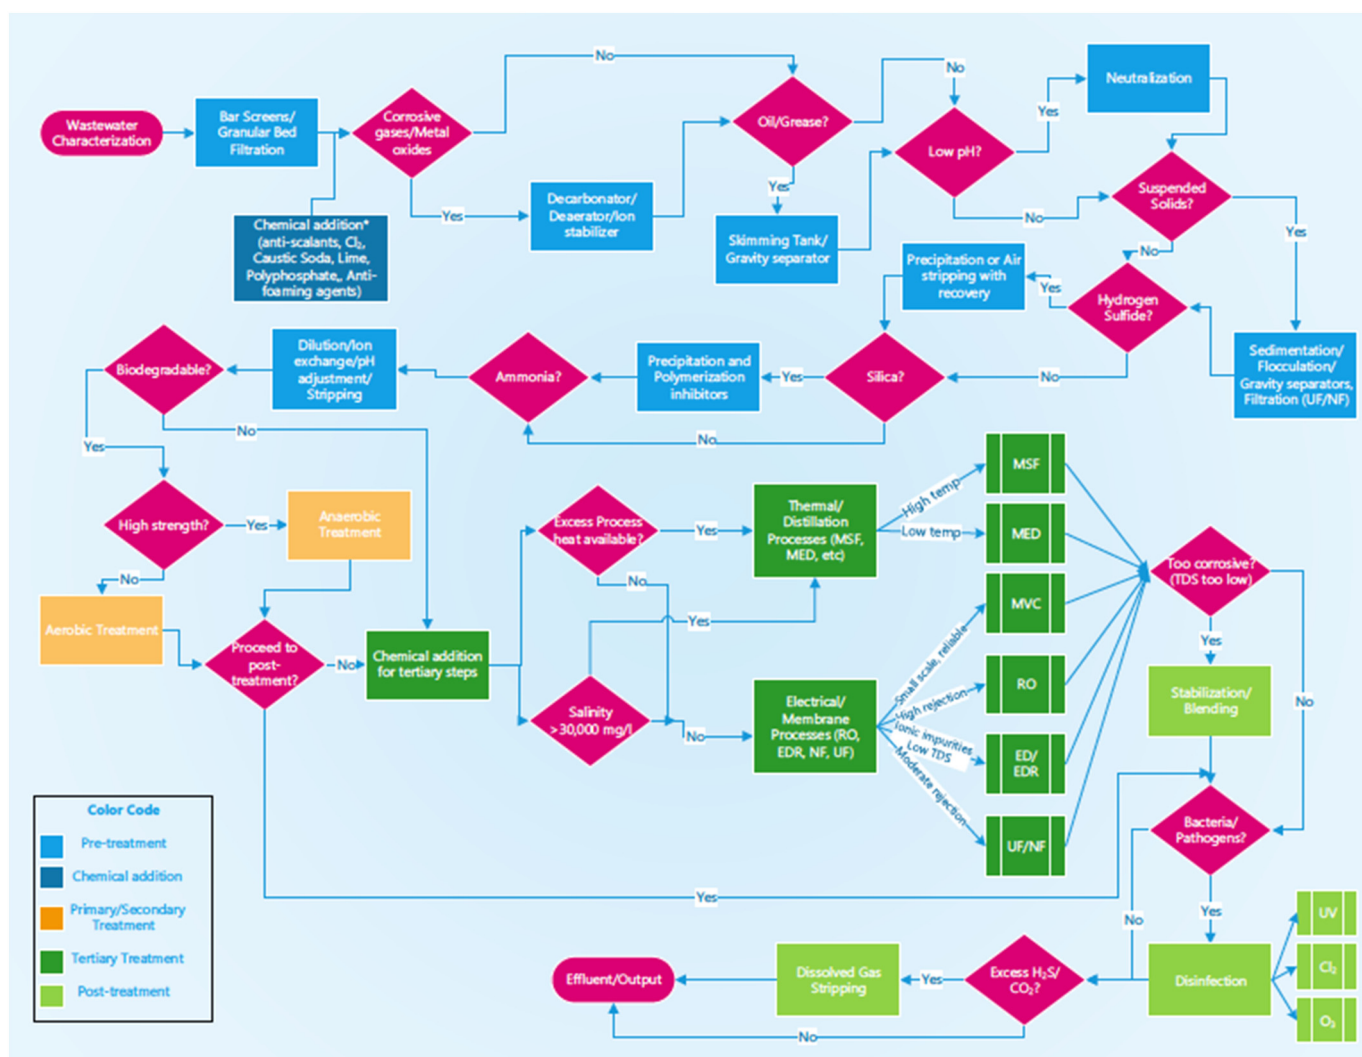 Wastewater
Characterization
Bar Screens/
Granular Bed
Filtration
Chemical addition*
(anti-scalants, Cl₂,
Caustic Soda, Lime,
Polyphosphate,, Anti-
foaming agents)
Corrosive
gases/Metal
oxides
No
Yes
Decarbonator/
Deaerator/Ion
stabilizer
Oil/Grease?
No
Yes
Skimming Tank/
Gravity separator
Low pH?
Yes
No
Neutralization
Suspended
Solids?
Yes
No
Sedimentation/
Flocculation/
Gravity separators,
Filtration (UF/NF)
Hydrogen
Sulfide?
Yes
No
Precipitation or Air
stripping with
recovery
Silica?
Yes
No
Precipitation and
Polymerization
inhibitors
Ammonia?
Dilution/Ion
exchange/pH
adjustment/
Stripping
Biodegradable?
Yes
No
High strength?
Yes
No
Anaerobic
Treatment
Aerobic Treatment
Proceed to
post-
treatment?
No
Yes
Chemical addition
for tertiary steps
Excess Process
heat available?
Yes
No
Salinity
>30,000 mg/l
Yes
No
Thermal/
Distillation
Processes (MSF,
MED, etc)
High temp
Low temp
Electrical/
Membrane
Processes (RO,
EDR, NF, UF)
Small scale, reliable
High rejection
Ionic impurities
Low TDS
Moderate rejection
MSF
MED
MVC
RO
ED/
EDR
UF/NF
Too corrosive?
(TDS too low)
Yes
No
Stabilization/
Blending
Bacteria/
Pathogens?
No
Yes
Disinfection
UV
Cl₂
O₃
Excess H₂S/
CO₂?
Yes
No
Dissolved Gas
Stripping
Effluent/Output
Color Code
Pre-treatment
Chemical addition
Primary/Secondary
Treatment
Tertiary Treatment
Post-treatment